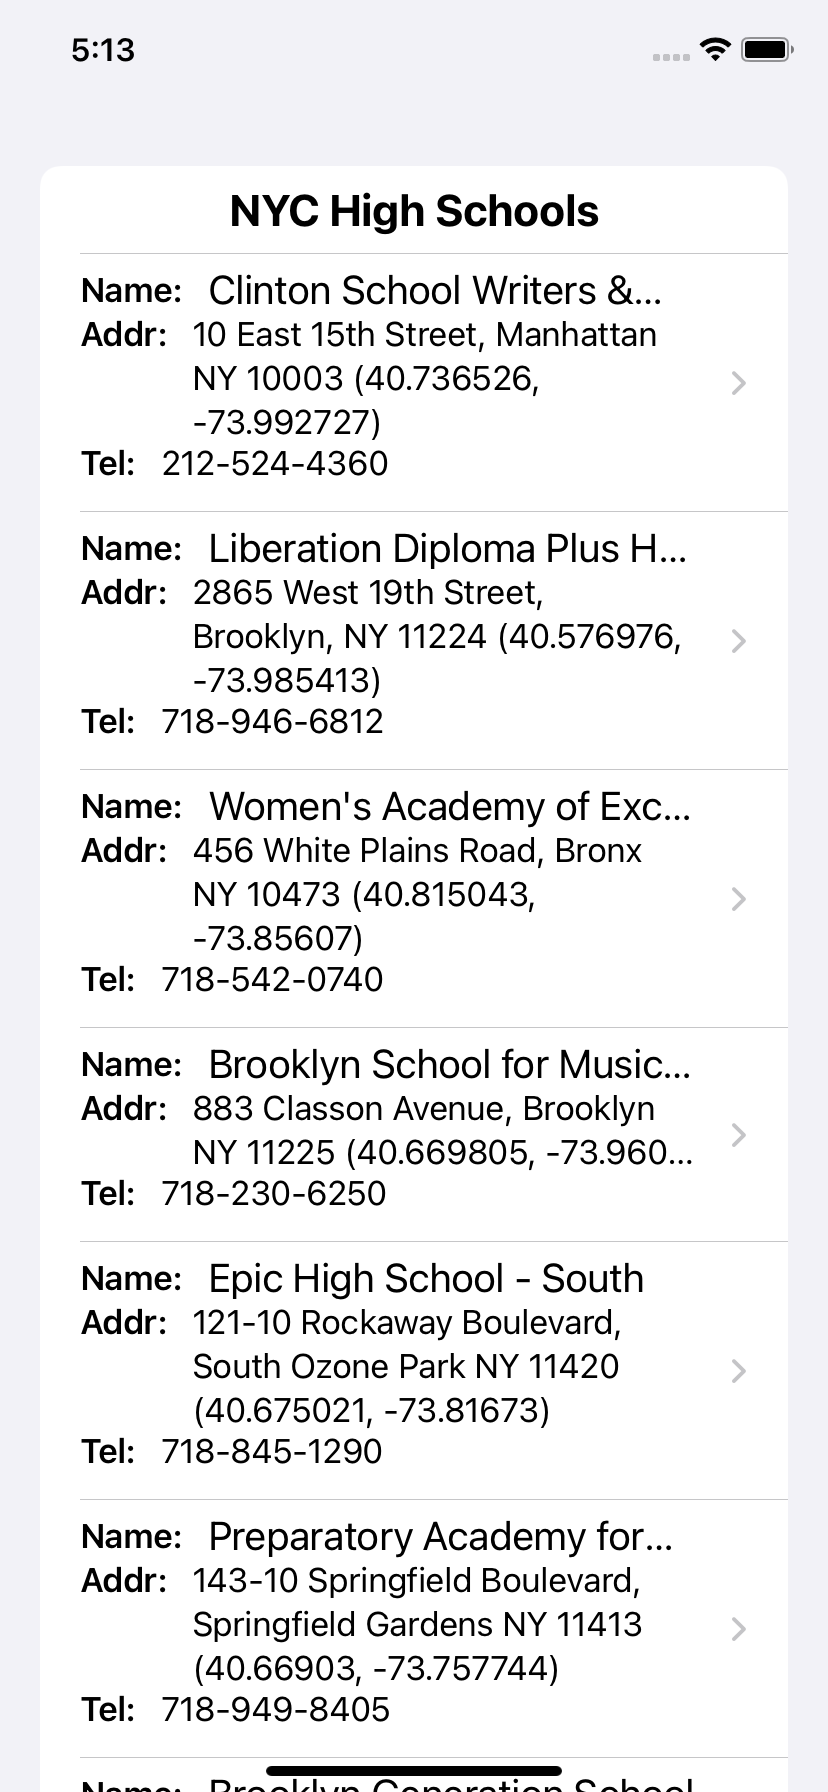 5:13
NYC High Schools
Name: Clinton School Writers &...
Addr: 10 East 15th Street, Manhattan
NY 10003 (40.736526,
-73.992727)
Tel: 212-524-4360
Name: Liberation Diploma Plus H...
Addr: 2865 West 19th Street,
Brooklyn, NY 11224 (40.576976,
-73.985413)
Tel: 718-946-6812
Name: Women's Academy of Exc...
Addr: 456 White Plains Road, Bronx
NY 10473 (40.815043,
-73.85607)
Tel: 718-542-0740
Name: Brooklyn School for Music...
Addr: 883 Classon Avenue, Brooklyn
NY 11225 (40.669805, -73.960...
Tel: 718-230-6250
Name: Epic High School - South
Addr: 121-10 Rockaway Boulevard,
South Ozone Park NY 11420
(40.675021, -73.81673)
Tel: 718-845-1290
Name: Preparatory Academy for...
Addr: 143-10 Springfield Boulevard,
Springfield Gardens NY 11413
(40.66903, -73.757744)
Tel: 718-949-8405
Name: Brooklyn Generation School